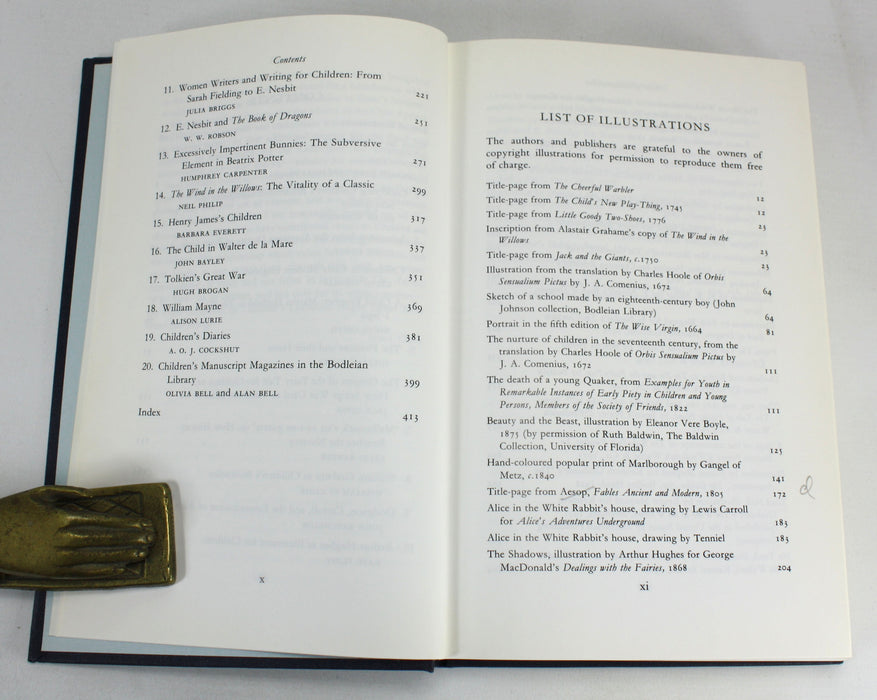 Contents
11. Women Writers and Writing for Children: From
Sarah Fielding to E. Nesbit
221
JULIA BRIGGS
12. E. Nesbit and The Book of Dragons
251
W. W. ROBSON
13. Excessively Impertinent Bunnies: The Subversive
Element in Beatrix Potter
271
HUMPHREY CARPENTER
14. The Wind in the Willows: The Vitality of a Classic
299
NEIL PHILIP
15. Henry James's Children
317
BARBARA EVERETT
16. The Child in Walter de la Mare
337
JOHN BAYLEY
17. Tolkien's Great War
351
HUGH BROGAN
18. William Mayne
369
ALISON LURIE
19. Children's Diaries
381
A. O. J. COCKSHUT
20. Children's Manuscript Magazines in the Bodleian
Library
399
OLIVIA BELL and ALAN BELL
Index
413
x
LIST OF ILLUSTRATIONS
The authors and publishers are grateful to the owners of
copyright illustrations for permission to reproduce them free
of charge.
Title-page from The Cheerful Warbler
12
Title-page from The Child's New Play-Thing, 1745
12
Title-page from Little Goody Two-Shoes, 1776
23
Inscription from Alastair Grahame's copy of The Wind in the
Willows
23
Title-page from Jack and the Giants, c.1750
23
Illustration from the translation by Charles Hoole of Orbis
Sensualium Pictus by J. A. Comenius, 1672
64
Sketch of a school made by an eighteenth-century boy (John
Johnson collection, Bodleian Library)
64
Portrait in the fifth edition of The Wise Virgin, 1664
81
The nurture of children in the seventeenth century, from the
translation by Charles Hoole of Orbis Sensualium Pictus by
J. A. Comenius, 1672
111
The death of a young Quaker, from Examples for Youth in
Remarkable Instances of Early Piety in Children and Young
Persons, Members of the Society of Friends, 1822
111
Beauty and the Beast, illustration by Eleanor Vere Boyle,
1875 (by permission of Ruth Baldwin, The Baldwin
Collection, University of Florida)
125
Hand-coloured popular print of Marlborough by Gangel of
Metz, c.1840
141
Title-page from Aesop, Fables Ancient and Modern, 1805
172
Alice in the White Rabbit's house, drawing by Lewis Carroll
for Alice's Adventures Underground
183
Alice in the White Rabbit's house, drawing by Tenniel
183
The Shadows, illustration by Arthur Hughes for George
MacDonald's Dealings with the Fairies, 1868
204
xi